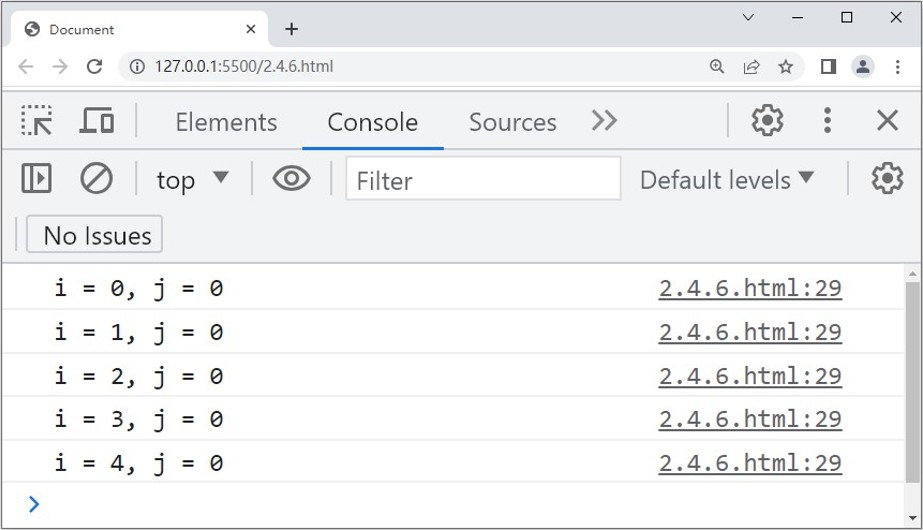 Document
127.0.0.1:5500/2.4.6.html
Elements Console Sources
top Filter Default levels
No Issues
i = 0, j = 0 2.4.6.html:29
i = 1, j = 0 2.4.6.html:29
i = 2, j = 0 2.4.6.html:29
i = 3, j = 0 2.4.6.html:29
i = 4, j = 0 2.4.6.html:29